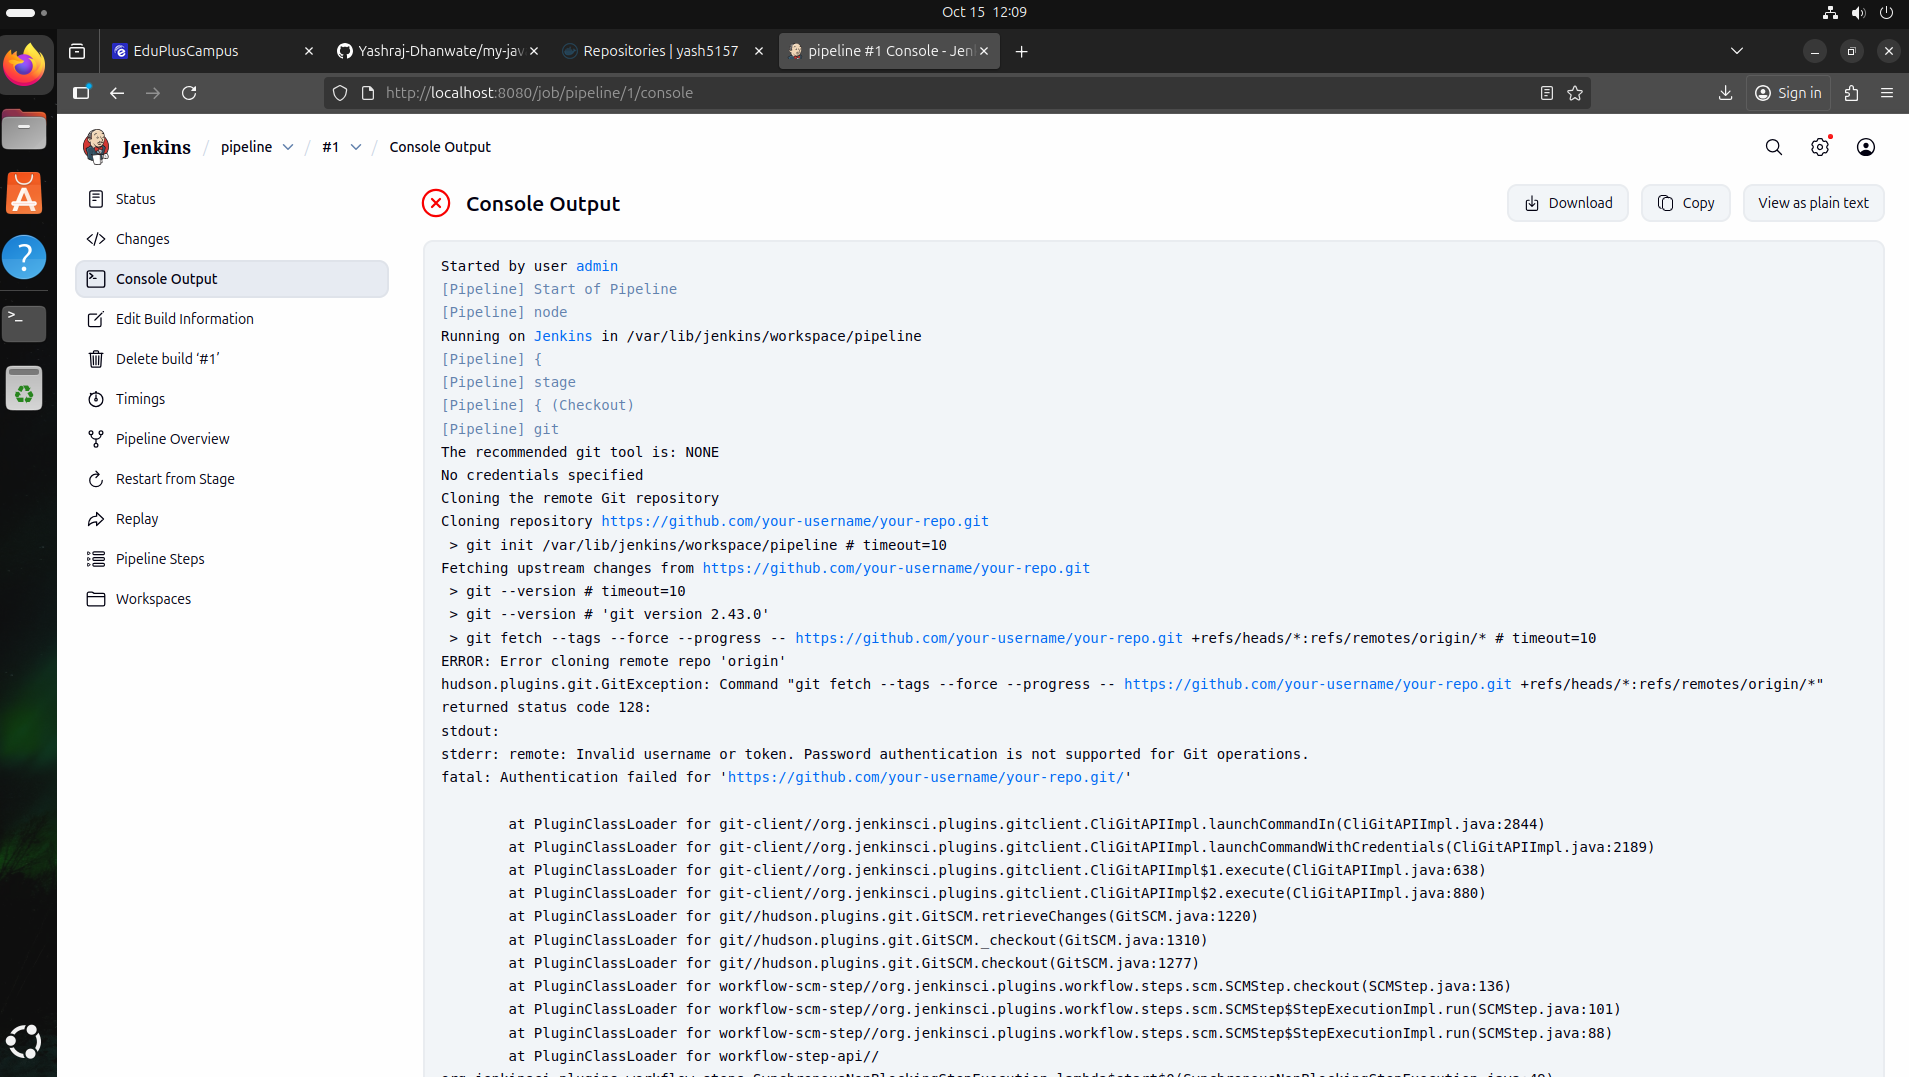 Oct 15 12:09
EduPlusCampus
Yashraj-Dhanwate/my-jav
Repositories | yash5157
pipeline #1 Console - Jen
http://localhost:8080/job/pipeline/1/console
Sign in
Jenkins / pipeline / #1 / Console Output
Status
Changes
Console Output
Edit Build Information
Delete build ‘#1’
Timings
Pipeline Overview
Restart from Stage
Replay
Pipeline Steps
Workspaces
Console Output
Download
Copy
View as plain text
Started by user admin
[Pipeline] Start of Pipeline
[Pipeline] node
Running on Jenkins in /var/lib/jenkins/workspace/pipeline
[Pipeline] {
[Pipeline] stage
[Pipeline] { (Checkout)
[Pipeline] git
The recommended git tool is: NONE
No credentials specified
Cloning the remote Git repository
Cloning repository https://github.com/your-username/your-repo.git
 > git init /var/lib/jenkins/workspace/pipeline # timeout=10
Fetching upstream changes from https://github.com/your-username/your-repo.git
 > git --version # timeout=10
 > git --version # 'git version 2.43.0'
 > git fetch --tags --force --progress -- https://github.com/your-username/your-repo.git +refs/heads/*:refs/remotes/origin/* # timeout=10
ERROR: Error cloning remote repo 'origin'
hudson.plugins.git.GitException: Command "git fetch --tags --force --progress -- https://github.com/your-username/your-repo.git +refs/heads/*:refs/remotes/origin/*"
returned status code 128:
stdout:
stderr: remote: Invalid username or token. Password authentication is not supported for Git operations.
fatal: Authentication failed for 'https://github.com/your-username/your-repo.git/'
at PluginClassLoader for git-client//org.jenkinsci.plugins.gitclient.CliGitAPIImpl.launchCommandIn(CliGitAPIImpl.java:2844)
at PluginClassLoader for git-client//org.jenkinsci.plugins.gitclient.CliGitAPIImpl.launchCommandWithCredentials(CliGitAPIImpl.java:2189)
at PluginClassLoader for git-client//org.jenkinsci.plugins.gitclient.CliGitAPIImpl$1.execute(CliGitAPIImpl.java:638)
at PluginClassLoader for git-client//org.jenkinsci.plugins.gitclient.CliGitAPIImpl$2.execute(CliGitAPIImpl.java:880)
at PluginClassLoader for git//hudson.plugins.git.GitSCM.retrieveChanges(GitSCM.java:1220)
at PluginClassLoader for git//hudson.plugins.git.GitSCM._checkout(GitSCM.java:1310)
at PluginClassLoader for git//hudson.plugins.git.GitSCM.checkout(GitSCM.java:1277)
at PluginClassLoader for workflow-scm-step//org.jenkinsci.plugins.workflow.steps.scm.SCMStep.checkout(SCMStep.java:136)
at PluginClassLoader for workflow-scm-step//org.jenkinsci.plugins.workflow.steps.scm.SCMStep$StepExecutionImpl.run(SCMStep.java:101)
at PluginClassLoader for workflow-scm-step//org.jenkinsci.plugins.workflow.steps.scm.SCMStep$StepExecutionImpl.run(SCMStep.java:88)
at PluginClassLoader for workflow-step-api//